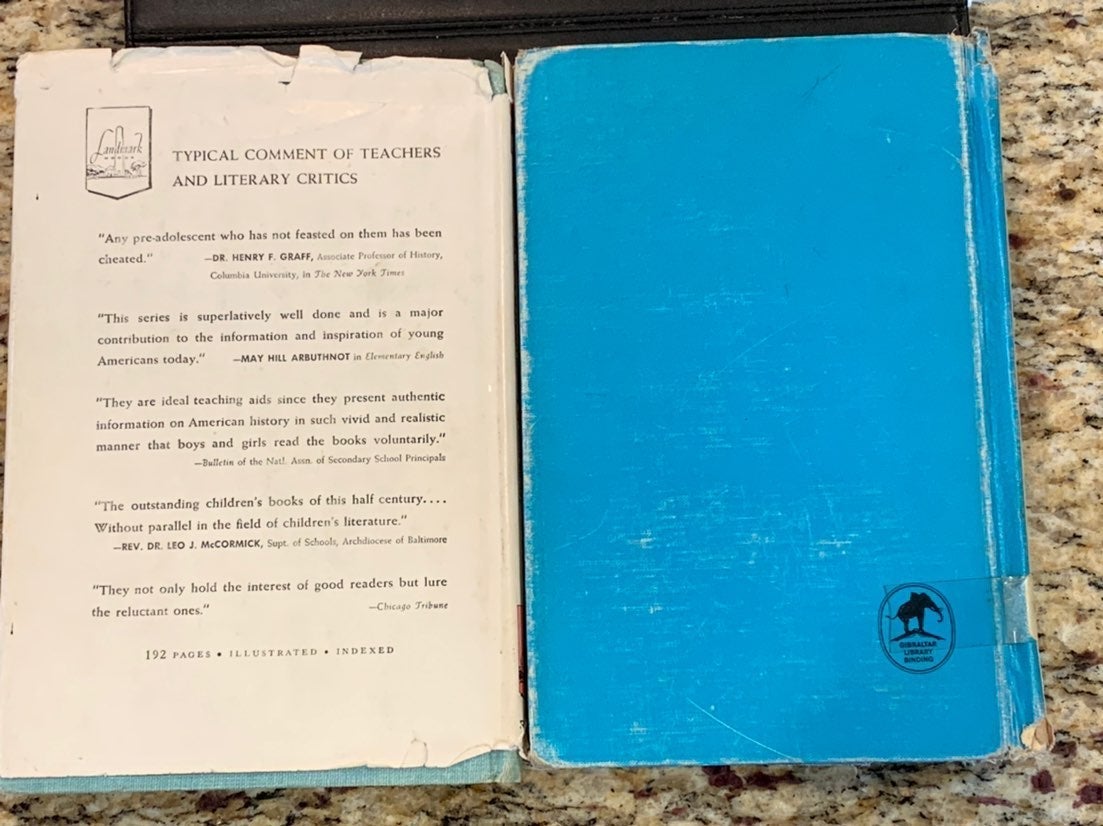 Landmark
TYPICAL COMMENT OF TEACHERS
AND LITERARY CRITICS
"Any pre-adolescent who has not feasted on them has been
cheated." —DR. HENRY F. GRAFF, Associate Professor of History,
Columbia University, in The New York Times
"This series is superlatively well done and is a major
contribution to the information and inspiration of young
Americans today." —MAY HILL ARBUTHNOT in Elementary English
"They are ideal teaching aids since they present authentic
information on American history in such vivid and realistic
manner that boys and girls read the books voluntarily."
—Bulletin of the Natl. Assn. of Secondary School Principals
"The outstanding children's books of this half century....
Without parallel in the field of children's literature."
—REV. DR. LEO J. McCORMICK, Supt. of Schools, Archdiocese of Baltimore
"They not only hold the interest of good readers but lure
the reluctant ones." —Chicago Tribune
192 PAGES • ILLUSTRATED • INDEXED
GIBRALTAR
LIBRARY
BINDING